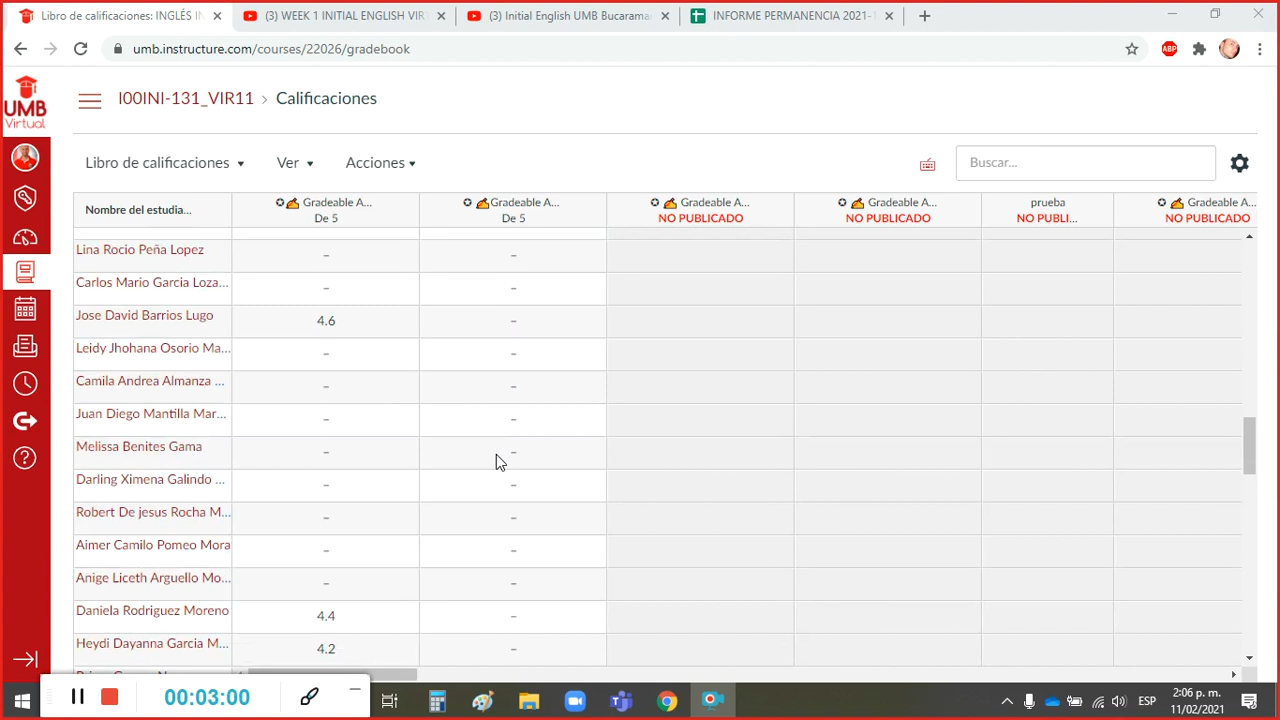 Libro de calificaciones: INGLÉS IN
(3) WEEK 1 INITIAL ENGLISH VIR
(3) Initial English UMB Bucarama
INFORME PERMANENCIA 2021-
umb.instructure.com/courses/22026/gradebook
ABP
UMB
Virtual
I00INI-131_VIR11 > Calificaciones
Libro de calificaciones Ver Acciones Buscar...
Nombre del estudia...
Gradeable A...
De 5
Gradeable A...
De 5
Gradeable A...
NO PUBLICADO
Gradeable A...
NO PUBLICADO
prueba
NO PUBLI...
Gradeable A...
NO PUBLICADO
Lina Rocio Peña Lopez – –
Carlos Mario Garcia Loza... – –
Jose David Barrios Lugo 4.6 –
Leidy Jhohana Osorio Ma... – –
Camila Andrea Almanza ... – –
Juan Diego Mantilla Mar... – –
Melissa Benites Gama – –
Darling Ximena Galindo ... – –
Robert De jesus Rocha M... – –
Aimer Camilo Pomeo Mora – –
Anige Liceth Arguello Mo... – –
Daniela Rodriguez Moreno 4.4 –
Heydi Dayanna Garcia M... 4.2 –
00:03:00
ESP
2:06 p. m.
11/02/2021